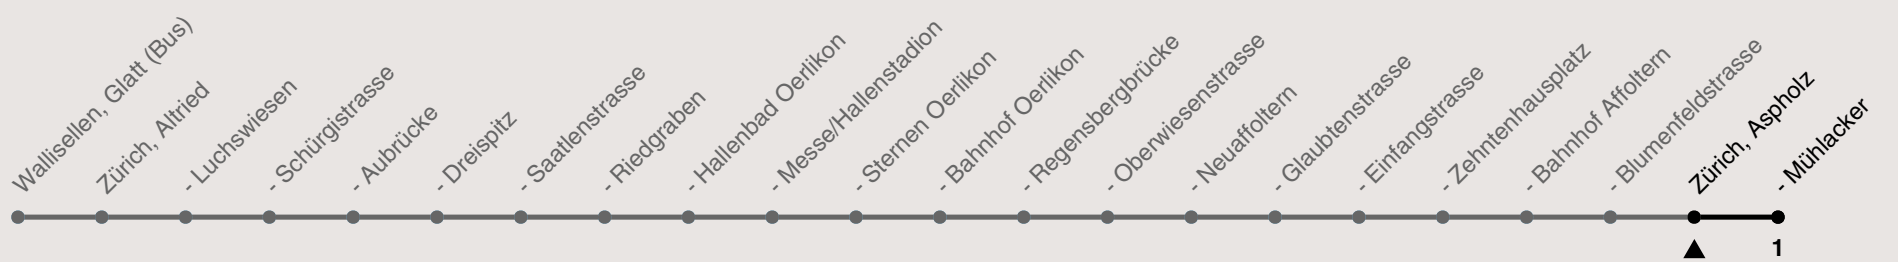 Wallisellen, Glatt (Bus)
Zürich, Altried
- Luchswiesen
- Schürgistrasse
- Aubrücke
- Dreispitz
- Saatlenstrasse
- Riedgraben
- Hallenbad Oerlikon
- Messe/Hallenstadion
- Sternen Oerlikon
- Bahnhof Oerlikon
- Regensbergbrücke
- Oberwiesenstrasse
- Neuaffoltern
- Glaubtenstrasse
- Einfangstrasse
- Zehntenhausplatz
- Bahnhof Affoltern
- Blumenfeldstrasse
Zürich, Aspholz
- Mühlacker
1